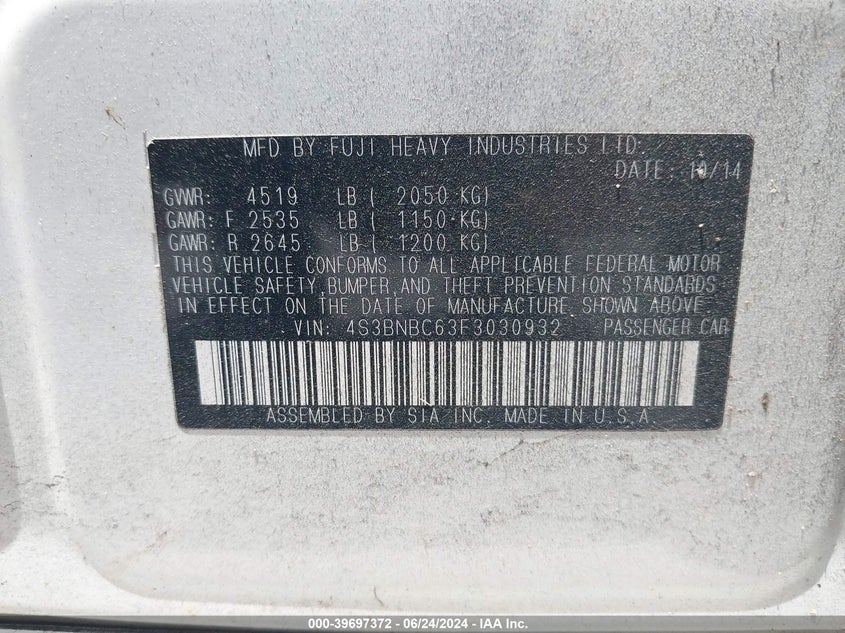 MFD BY FUJI HEAVY INDUSTRIES LTD.
DATE: 10/14
GVWR: 4519 LB ( 2050 KG)
GAWR: F 2535 LB ( 1150 KG)
GAWR: R 2645 LB ( 1200 KG)
THIS VEHICLE CONFORMS TO ALL APPLICABLE FEDERAL MOTOR
VEHICLE SAFETY, BUMPER, AND THEFT PREVENTION STANDARDS
IN EFFECT ON THE DATE OF MANUFACTURE SHOWN ABOVE.
VIN: 4S3BNBC63F3030932 PASSENGER CAR
ASSEMBLED BY SIA INC. MADE IN U.S.A.
000-39697372 - 06/24/2024 - IAA Inc.